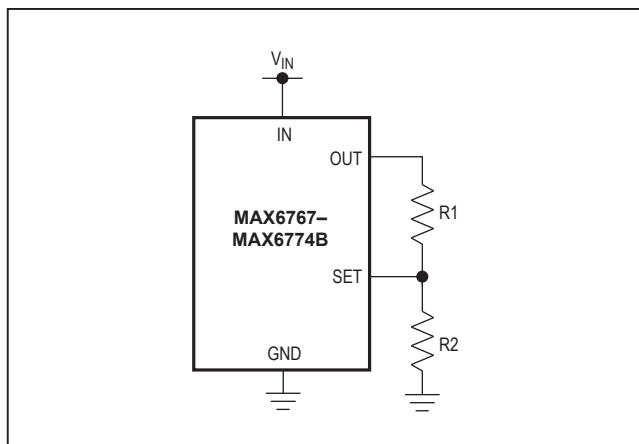 V_IN
IN
OUT
R1
MAX6767–
MAX6774B
SET
R2
GND